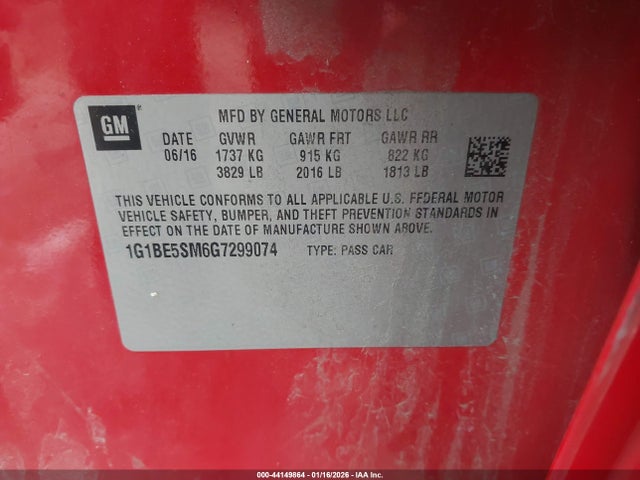 GM
MFD BY GENERAL MOTORS LLC
DATE GVWR GAWR FRT GAWR RR
06/16 1737 KG 915 KG 822 KG
3829 LB 2016 LB 1813 LB
THIS VEHICLE CONFORMS TO ALL APPLICABLE U.S. FEDERAL MOTOR
VEHICLE SAFETY, BUMPER, AND THEFT PREVENTION STANDARDS IN
EFFECT ON THE DATE OF MANUFACTURE SHOWN ABOVE.
1G1BE5SM6G7299074 TYPE: PASS CAR
000-44149864 - 01/16/2026 - IAA Inc.